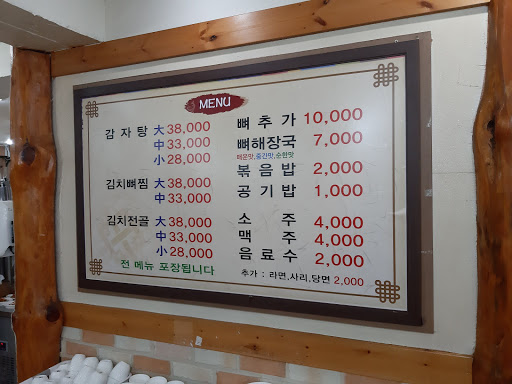 MENU
감자탕 大 38,000
中 33,000
小 28,000
김치뼈찜 大 38,000
中 33,000
김치전골 大 38,000
中 33,000
小 28,000
전 메뉴 포장됩니다
뼈추가 10,000
뼈해장국 7,000
매운맛,중간맛,순한맛
볶음밥 2,000
공기밥 1,000
소주 4,000
맥주 4,000
음료수 2,000
추가 : 라면,사리,당면 2,000